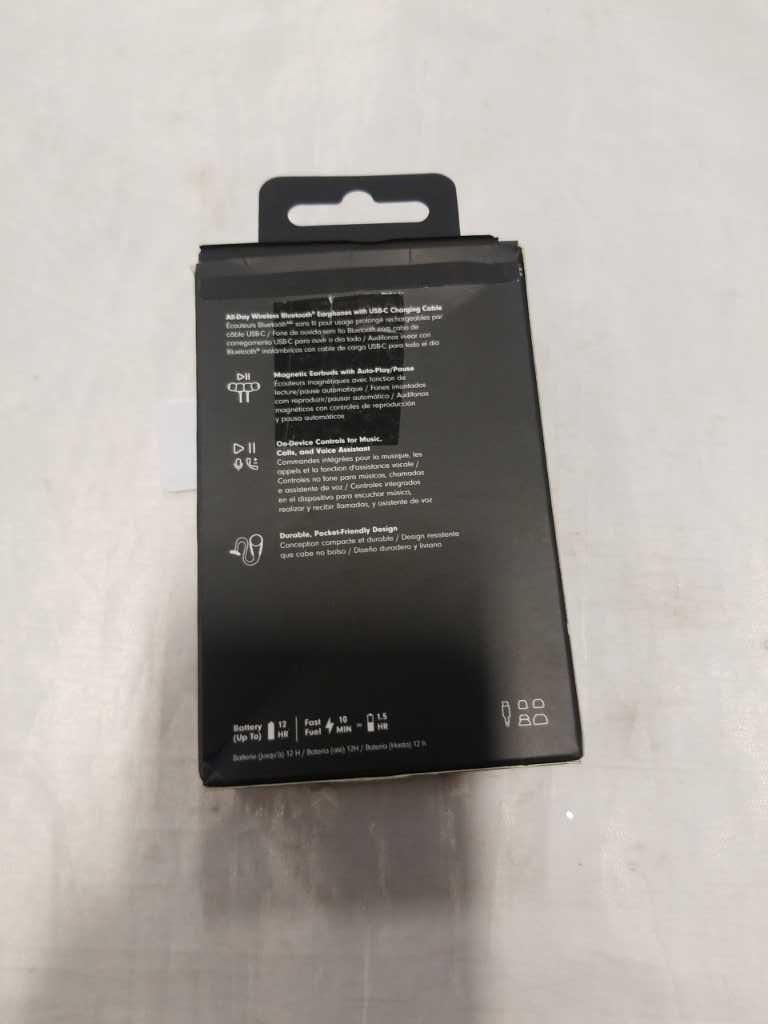 All-Day Wireless Bluetooth® Earphones with USB-C Charging Cable
Écouteurs Bluetooth sans fil pour usage prolongé rechargeables par
câble USB-C / Fone de ouvido sem fio Bluetooth com cabo de
carregamento USB-C para ouvir o dia todo / Audífonos in-ear con
Bluetooth® inalámbricos con cable de carga USB-C para todo el día
Magnetic Earbuds with Auto-Play/Pause
Écouteurs magnétiques avec fonction de
lecture/pause automatique / Fones imantados
com reproduzir/pausar automático / Audífonos
magnéticos con controles de reproducción
y pausa automáticos
On-Device Controls for Music,
Calls, and Voice Assistant
Commandes intégrées pour la musique, les
appels et la fonction d'assistance vocale /
Controles no fone para músicas, chamadas
e assistente de voz / Controles integrados
en el dispositivo para escuchar música,
realizar y recibir llamadas, y asistente de voz
Durable, Pocket-Friendly Design
Conception compacte et durable / Design resistente
que cabe no bolso / Diseño duradero y liviano
Battery (Up To) 12 HR | Fast Fuel 10 MIN = 1.5 HR
Batterie (Jusqu'à) 12 H / Bateria (até) 12H / Batería (Hasta) 12 h